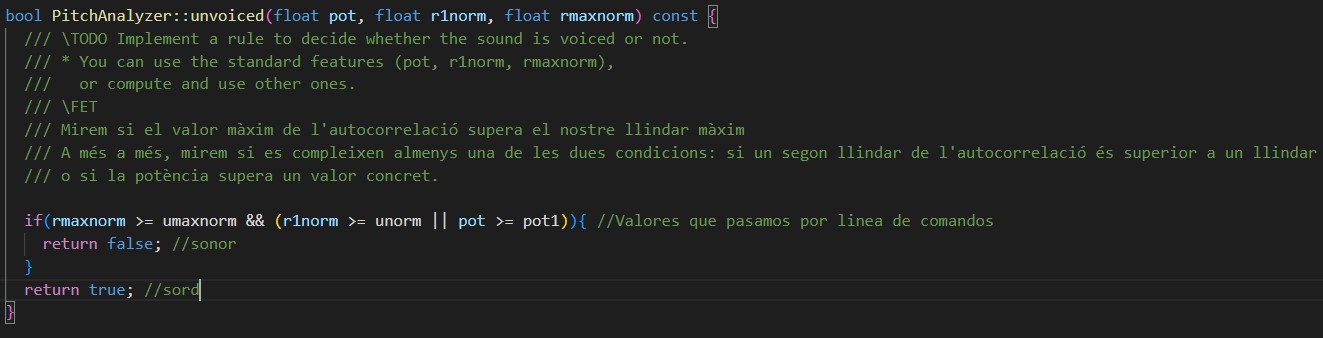 bool PitchAnalyzer::unvoiced(float pot, float r1norm, float rmaxnorm) const {
/// \TODO Implement a rule to decide whether the sound is voiced or not.
/// * You can use the standard features (pot, r1norm, rmaxnorm),
///   or compute and use other ones.
/// \FET
/// Mirem si el valor màxim de l'autocorrelació supera el nostre llindar màxim
/// A més a més, mirem si es compleixen almenys una de les dues condicions: si un segon llindar de l'autocorrelació és superior a un llindar
/// o si la potència supera un valor concret.
if(rmaxnorm >= umaxnorm && (r1norm >= unorm || pot >= pot1)){ //Valores que pasamos por linea de comandos
return false; //sonor
}
return true; //sord
}